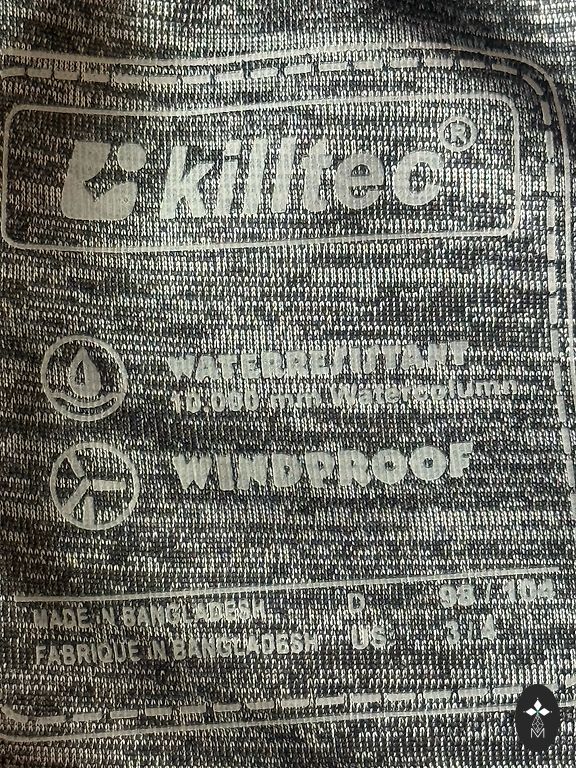 killtec®
WATERRESISTANT
10.000 mm Watercolumn
WINDPROOF
MADE IN BANGLADESH D 98 / 104
FABRIQUE IN BANGLADESH US 3 / 4
M